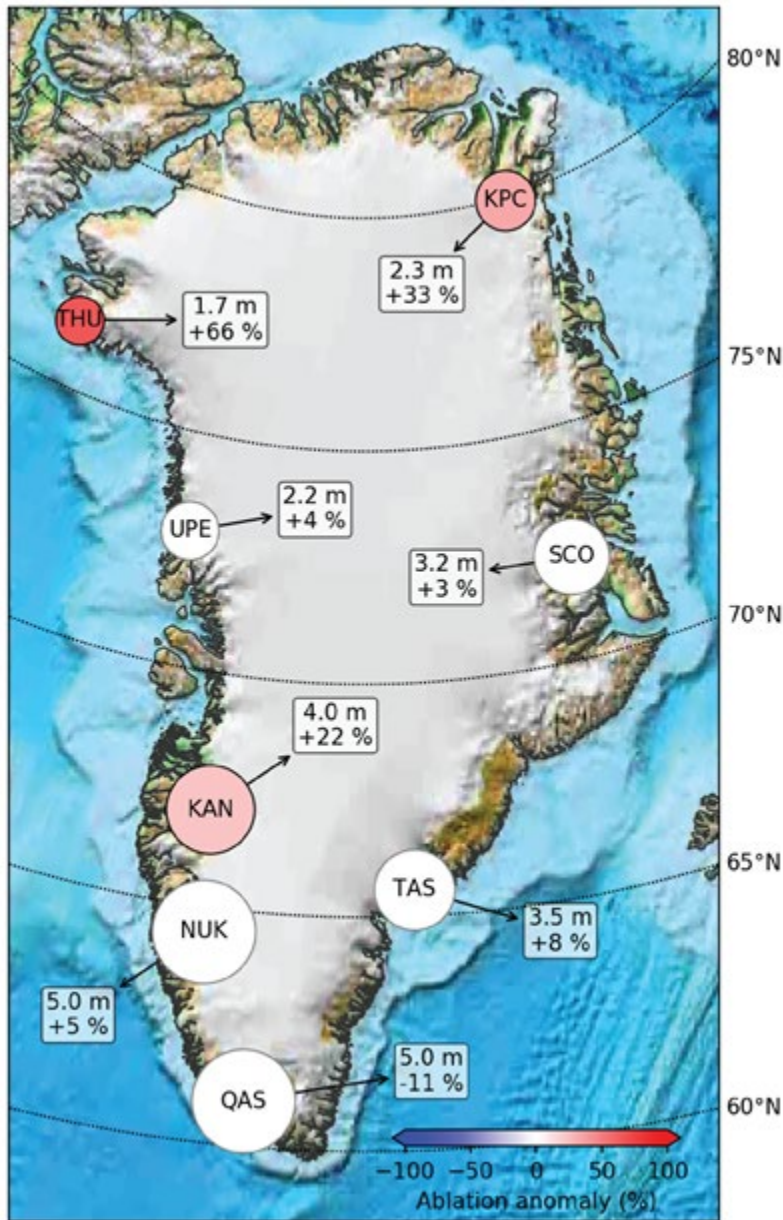 80°N
KPC
2.3 m
+33 %
THU
1.7 m
+66 %
75°N
2.2 m
+4 %
UPE
SCO
3.2 m
+3 %
70°N
4.0 m
+22 %
KAN
65°N
TAS
3.5 m
+8 %
NUK
5.0 m
+5 %
5.0 m
-11 %
QAS
60°N
−100 −50 0 50 100
Ablation anomaly (%)